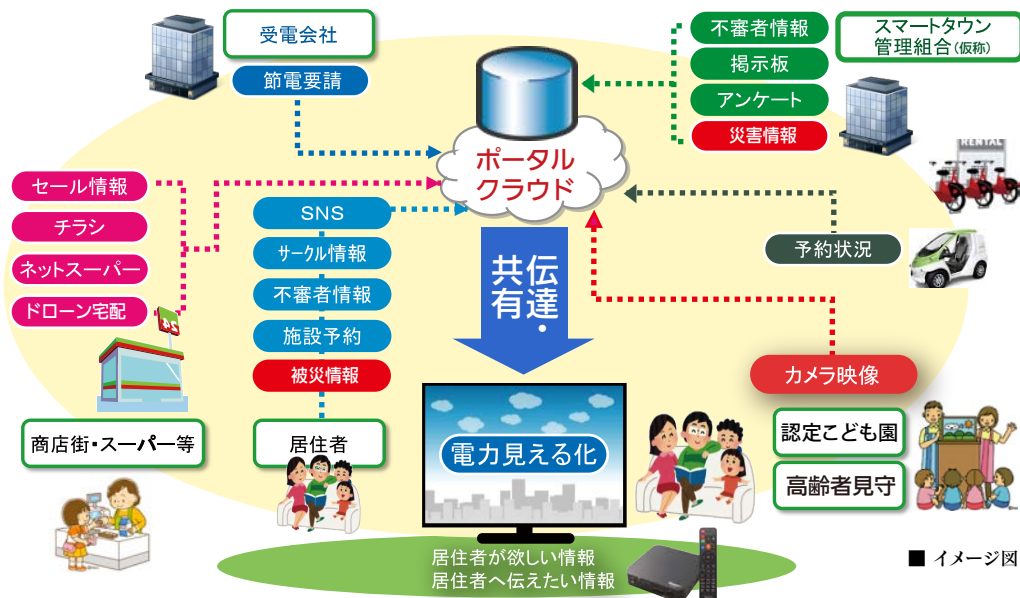 受電会社
節電要請
不審者情報
掲示板
アンケート
災害情報
スマートタウン
管理組合(仮称)
ポータル
クラウド
RENTAL
セール情報
チラシ
ネットスーパー
ドローン宅配
商店街・スーパー等
SNS
サークル情報
不審者情報
施設予約
被災情報
居住者
伝達・
共有
予約状況
カメラ映像
認定こども園
高齢者見守
電力見える化
居住者が欲しい情報
居住者へ伝えたい情報
■ イメージ図